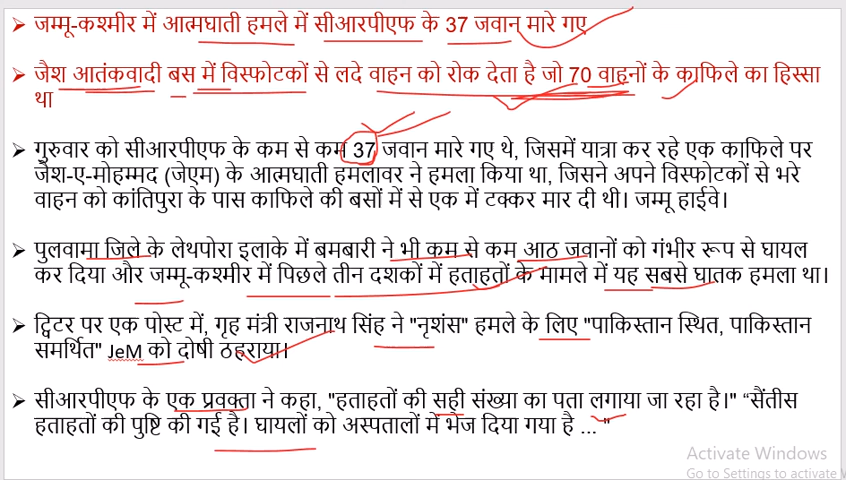 ➤ जम्मू-कश्मीर में आत्मघाती हमले में सीआरपीएफ के 37 जवान मारे गए
➤ जैश आतंकवादी बस में विस्फोटकों से लदे वाहन को रोक देता है जो 70 वाहनों के काफिले का हिस्सा
था
➤ गुरुवार को सीआरपीएफ के कम से कम 37 जवान मारे गए थे, जिसमें यात्रा कर रहे एक काफिले पर
जैश-ए-मोहम्मद (जेएम) के आत्मघाती हमलावर ने हमला किया था, जिसने अपने विस्फोटकों से भरे
वाहन को कांतिपुरा के पास काफिले की बसों में से एक में टक्कर मार दी थी। जम्मू हाईवे।
➤ पुलवामा जिले के लेथपोरा इलाके में बमबारी ने भी कम से कम आठ जवानों को गंभीर रूप से घायल
कर दिया और जम्मू-कश्मीर में पिछले तीन दशकों में हताहतों के मामले में यह सबसे घातक हमला था।
➤ ट्विटर पर एक पोस्ट में, गृह मंत्री राजनाथ सिंह ने "नृशंस" हमले के लिए "पाकिस्तान स्थित, पाकिस्तान
समर्थित" JeM को दोषी ठहराया।
➤ सीआरपीएफ के एक प्रवक्ता ने कहा, "हताहतों की सही संख्या का पता लगाया जा रहा है।" “सैंतीस
हताहतों की पुष्टि की गई है। घायलों को अस्पतालों में भेज दिया गया है ... "
Activate Windows
Go to Settings to activate W